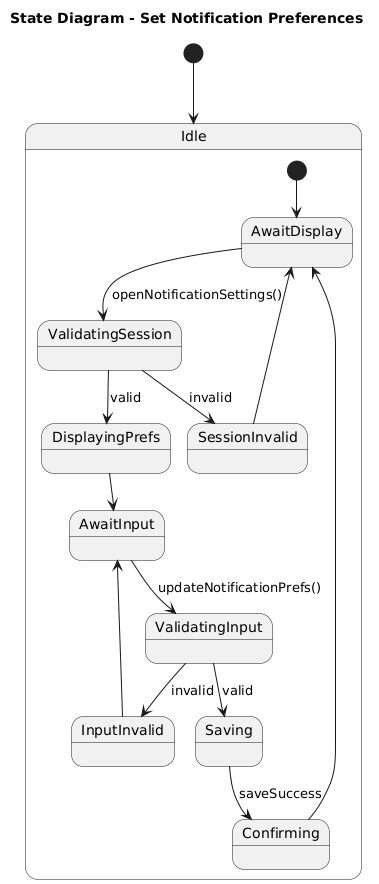 State Diagram - Set Notification Preferences
Idle
AwaitDisplay
openNotificationSettings()
ValidatingSession
valid
invalid
DisplayingPrefs
SessionInvalid
AwaitInput
updateNotificationPrefs()
ValidatingInput
invalid
valid
InputInvalid
Saving
saveSuccess
Confirming